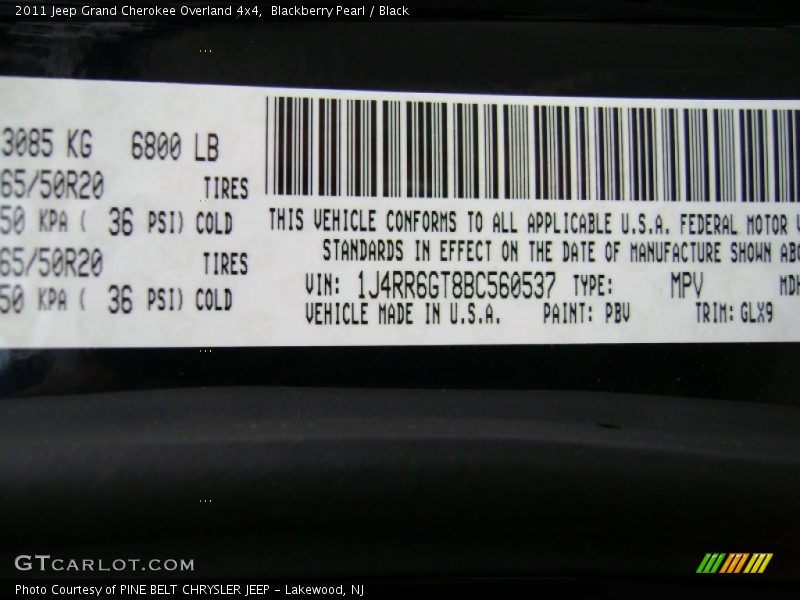 2011 Jeep Grand Cherokee Overland 4x4, Blackberry Pearl / Black
3085 KG 6800 LB
65/50R20 TIRES
50 KPA ( 36 PSI) COLD
65/50R20 TIRES
50 KPA ( 36 PSI) COLD
THIS VEHICLE CONFORMS TO ALL APPLICABLE U.S.A. FEDERAL MOTOR V
STANDARDS IN EFFECT ON THE DATE OF MANUFACTURE SHOWN ABO
VIN: 1J4RR6GT8BC560537 TYPE: MPV MDH
VEHICLE MADE IN U.S.A. PAINT: PBV TRIM: GLX9
GTCARLOT.COM
Photo Courtesy of PINE BELT CHRYSLER JEEP - Lakewood, NJ